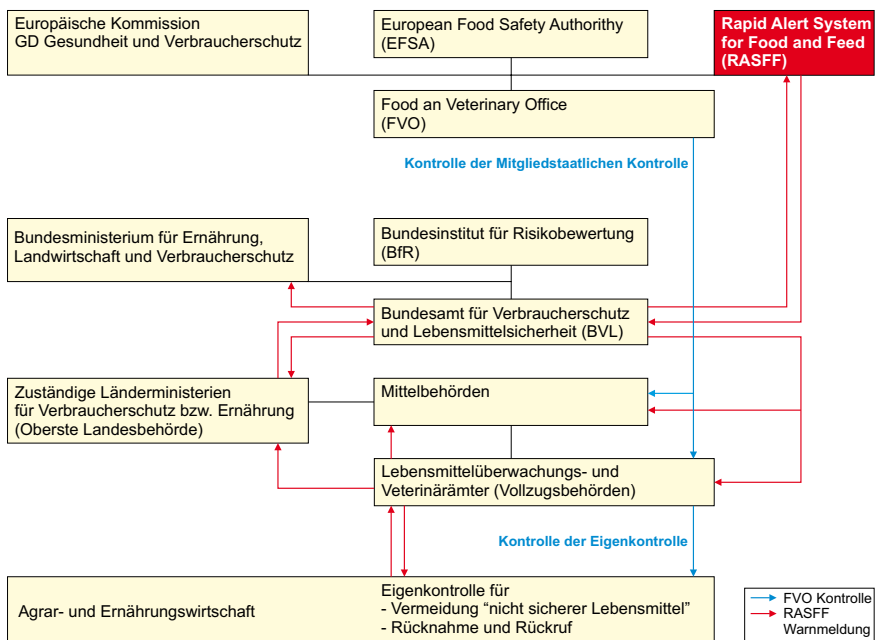 Europäische Kommission
GD Gesundheit und Verbraucherschutz
European Food Safety Authorithy
(EFSA)
Rapid Alert System
for Food and Feed
(RASFF)
Food an Veterinary Office
(FVO)
Kontrolle der Mitgliedstaatlichen Kontrolle
Bundesministerium für Ernährung,
Landwirtschaft und Verbraucherschutz
Bundesinstitut für Risikobewertung
(BfR)
Bundesamt für Verbraucherschutz
und Lebensmittelsicherheit (BVL)
Zuständige Länderministerien
für Verbraucherschutz bzw. Ernährung
(Oberste Landesbehörde)
Mittelbehörden
Lebensmittelüberwachungs- und
Veterinärämter (Vollzugsbehörden)
Kontrolle der Eigenkontrolle
Agrar- und Ernährungswirtschaft
Eigenkontrolle für
- Vermeidung “nicht sicherer Lebensmittel”
- Rücknahme und Rückruf
FVO Kontrolle
RASFF
Warnmeldung